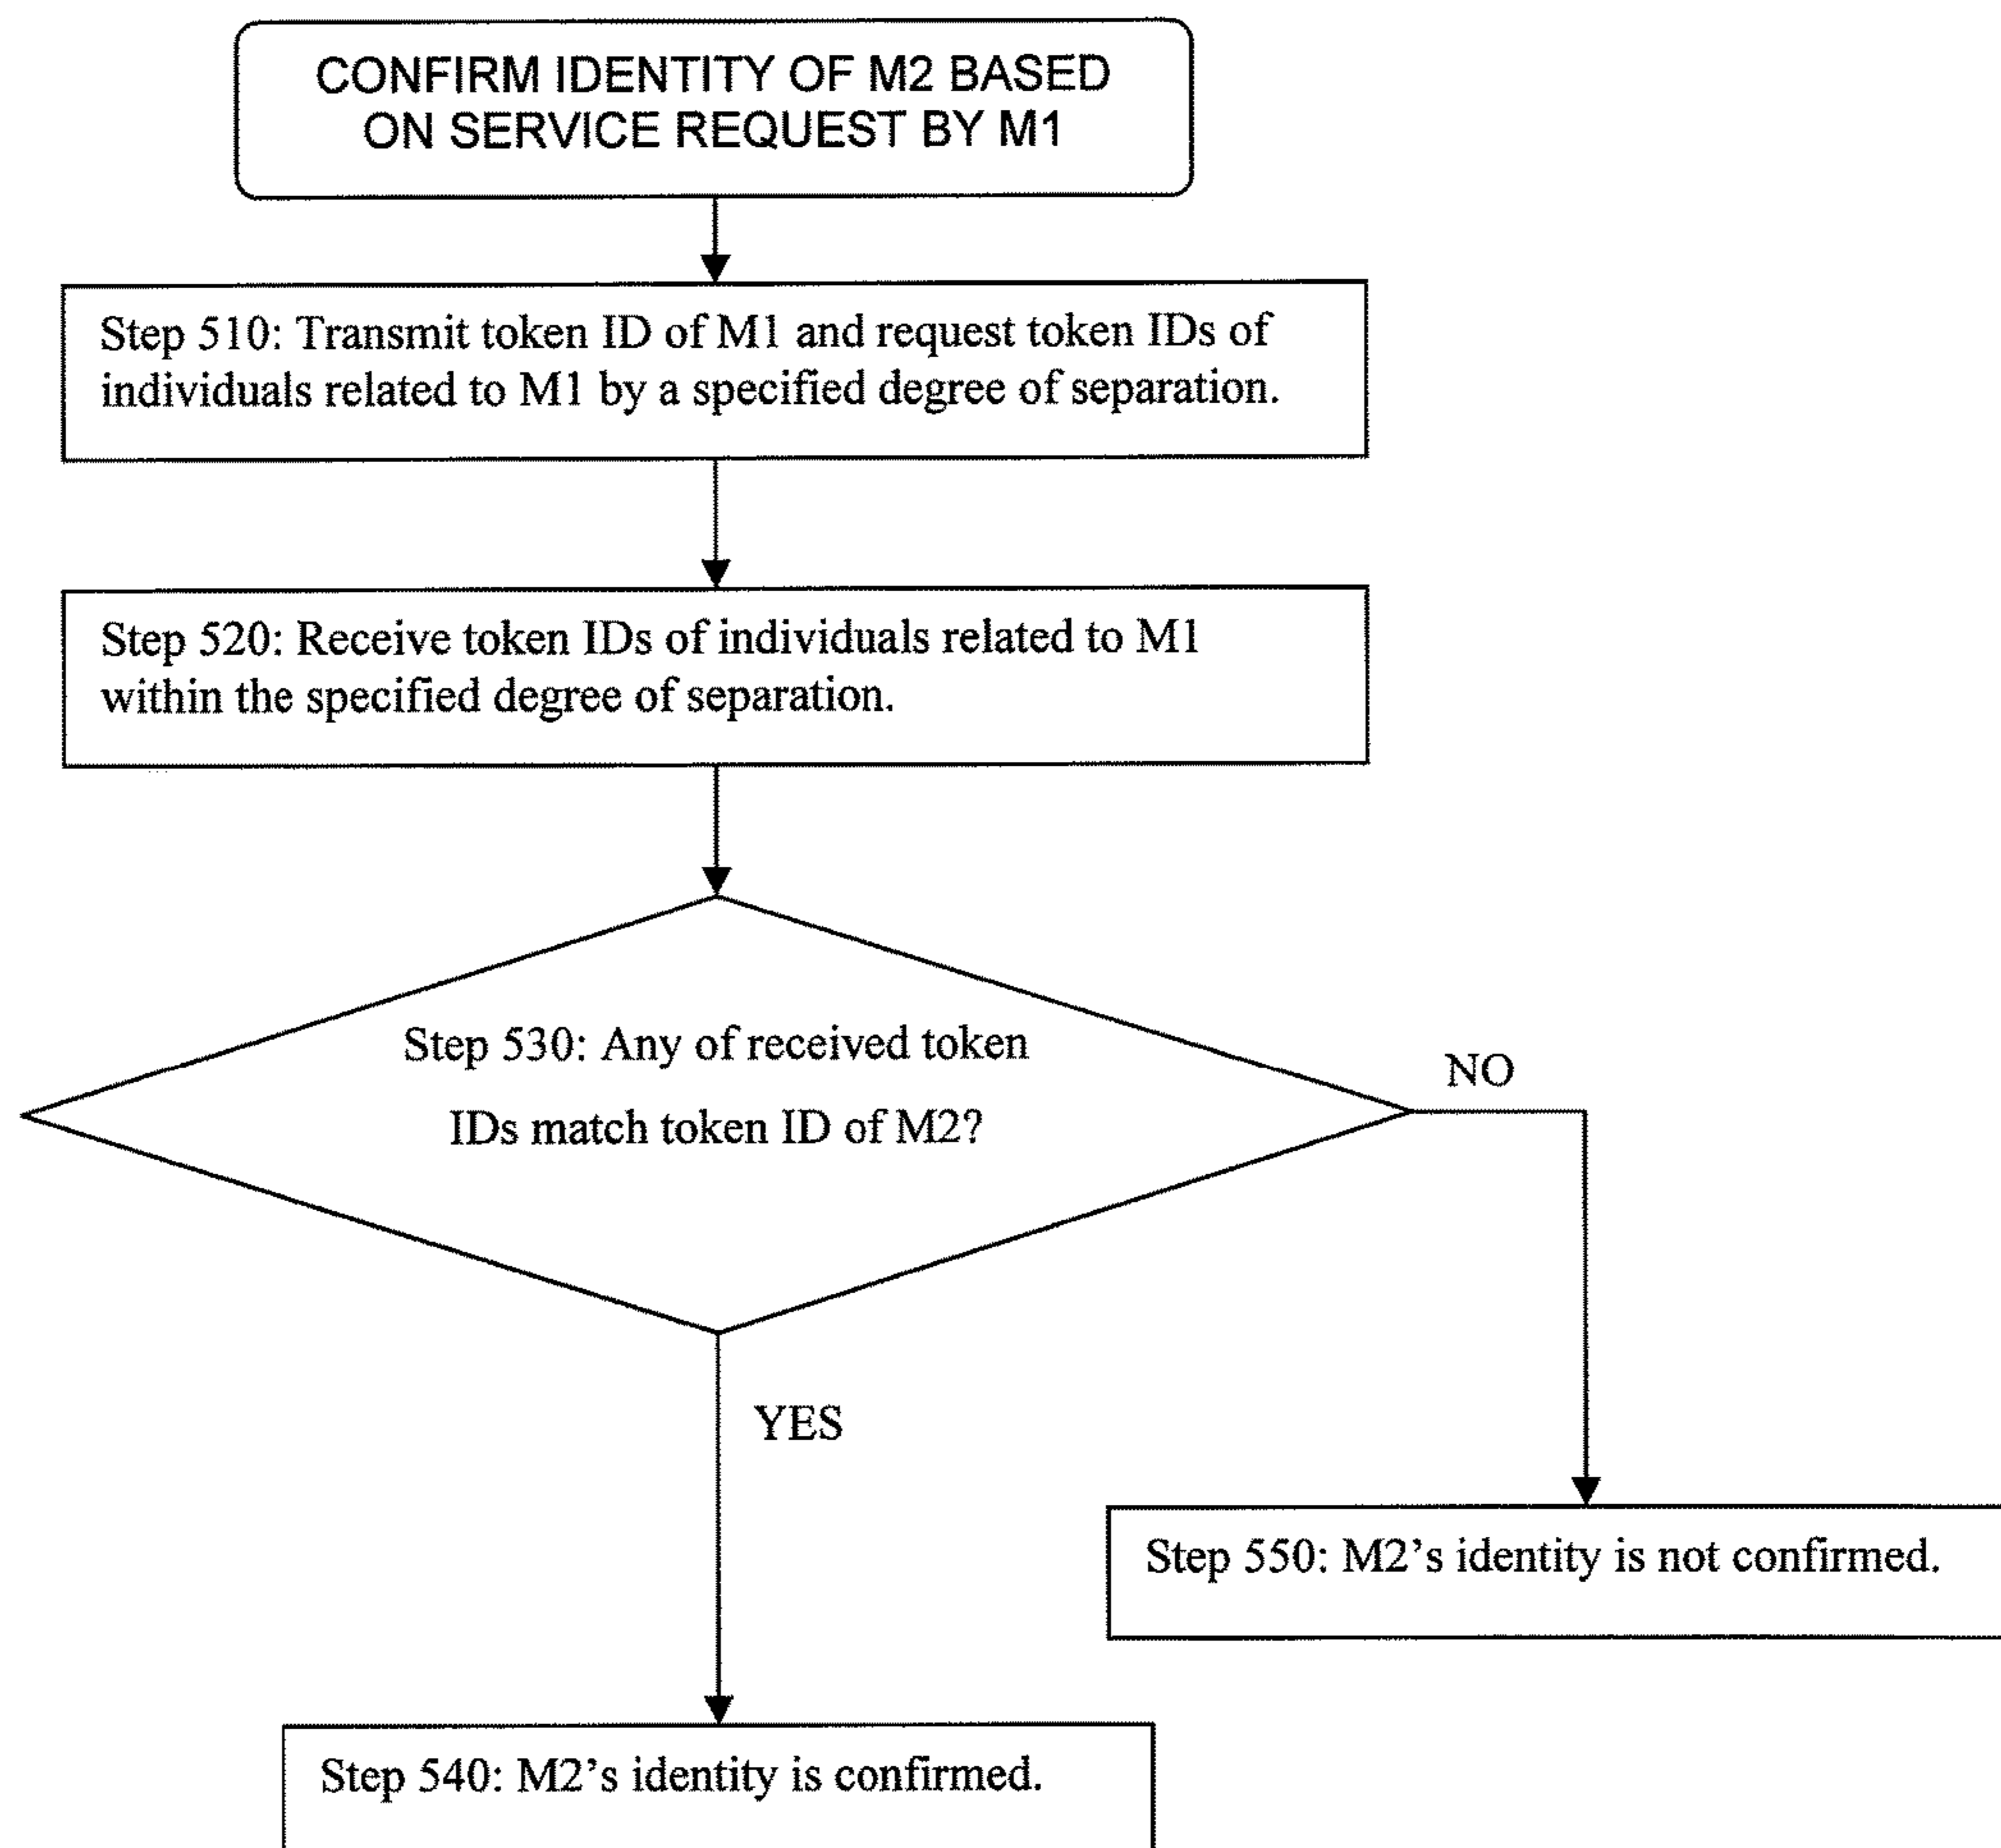 CONFIRM IDENTITY OF M2 BASED
ON SERVICE REQUEST BY M1
Step 510: Transmit token ID of M1 and request token IDs of
individuals related to M1 by a specified degree of separation.
Step 520: Receive token IDs of individuals related to M1
within the specified degree of separation.
Step 530: Any of received token
IDs match token ID of M2?
NO
YES
Step 550: M2’s identity is not confirmed.
Step 540: M2’s identity is confirmed.